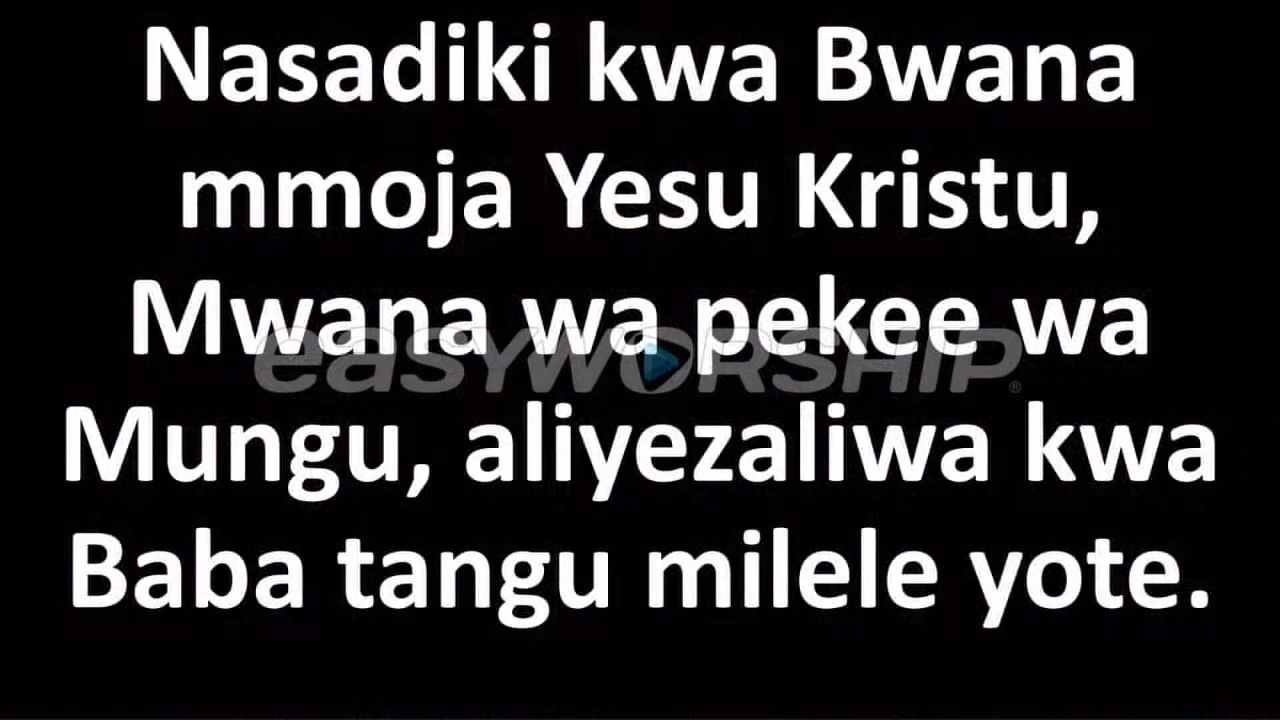 Nasadiki kwa Bwana
mmoja Yesu Kristu,
Mwana wa pekee wa
easyworship®
Mungu, aliyezaliwa kwa
Baba tangu milele yote.